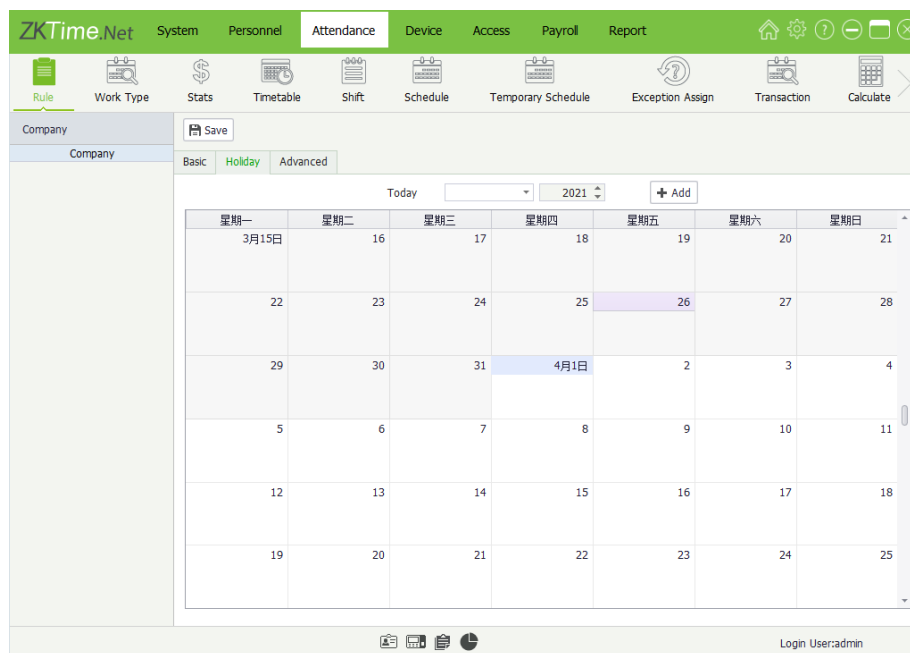 ZKTime.Net System Personnel Attendance Device Access Payroll Report
Rule Work Type Stats Timetable Shift Schedule Temporary Schedule Exception Assign Transaction Calculate
Company
Save
Company
Basic Holiday Advanced
Today 2021 Add
星期一 星期二 星期三 星期四 星期五 星期六 星期日
3月15日 16 17 18 19 20 21
22 23 24 25 26 27 28
29 30 31 4月1日 2 3 4
5 6 7 8 9 10 11
12 13 14 15 16 17 18
19 20 21 22 23 24 25
Login User:admin